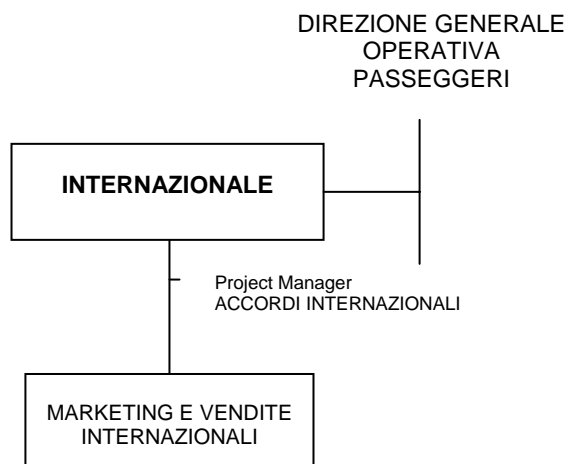 DIREZIONE GENERALE
OPERATIVA
PASSEGGERI
INTERNAZIONALE
Project Manager
ACCORDI INTERNAZIONALI
MARKETING E VENDITE
INTERNAZIONALI